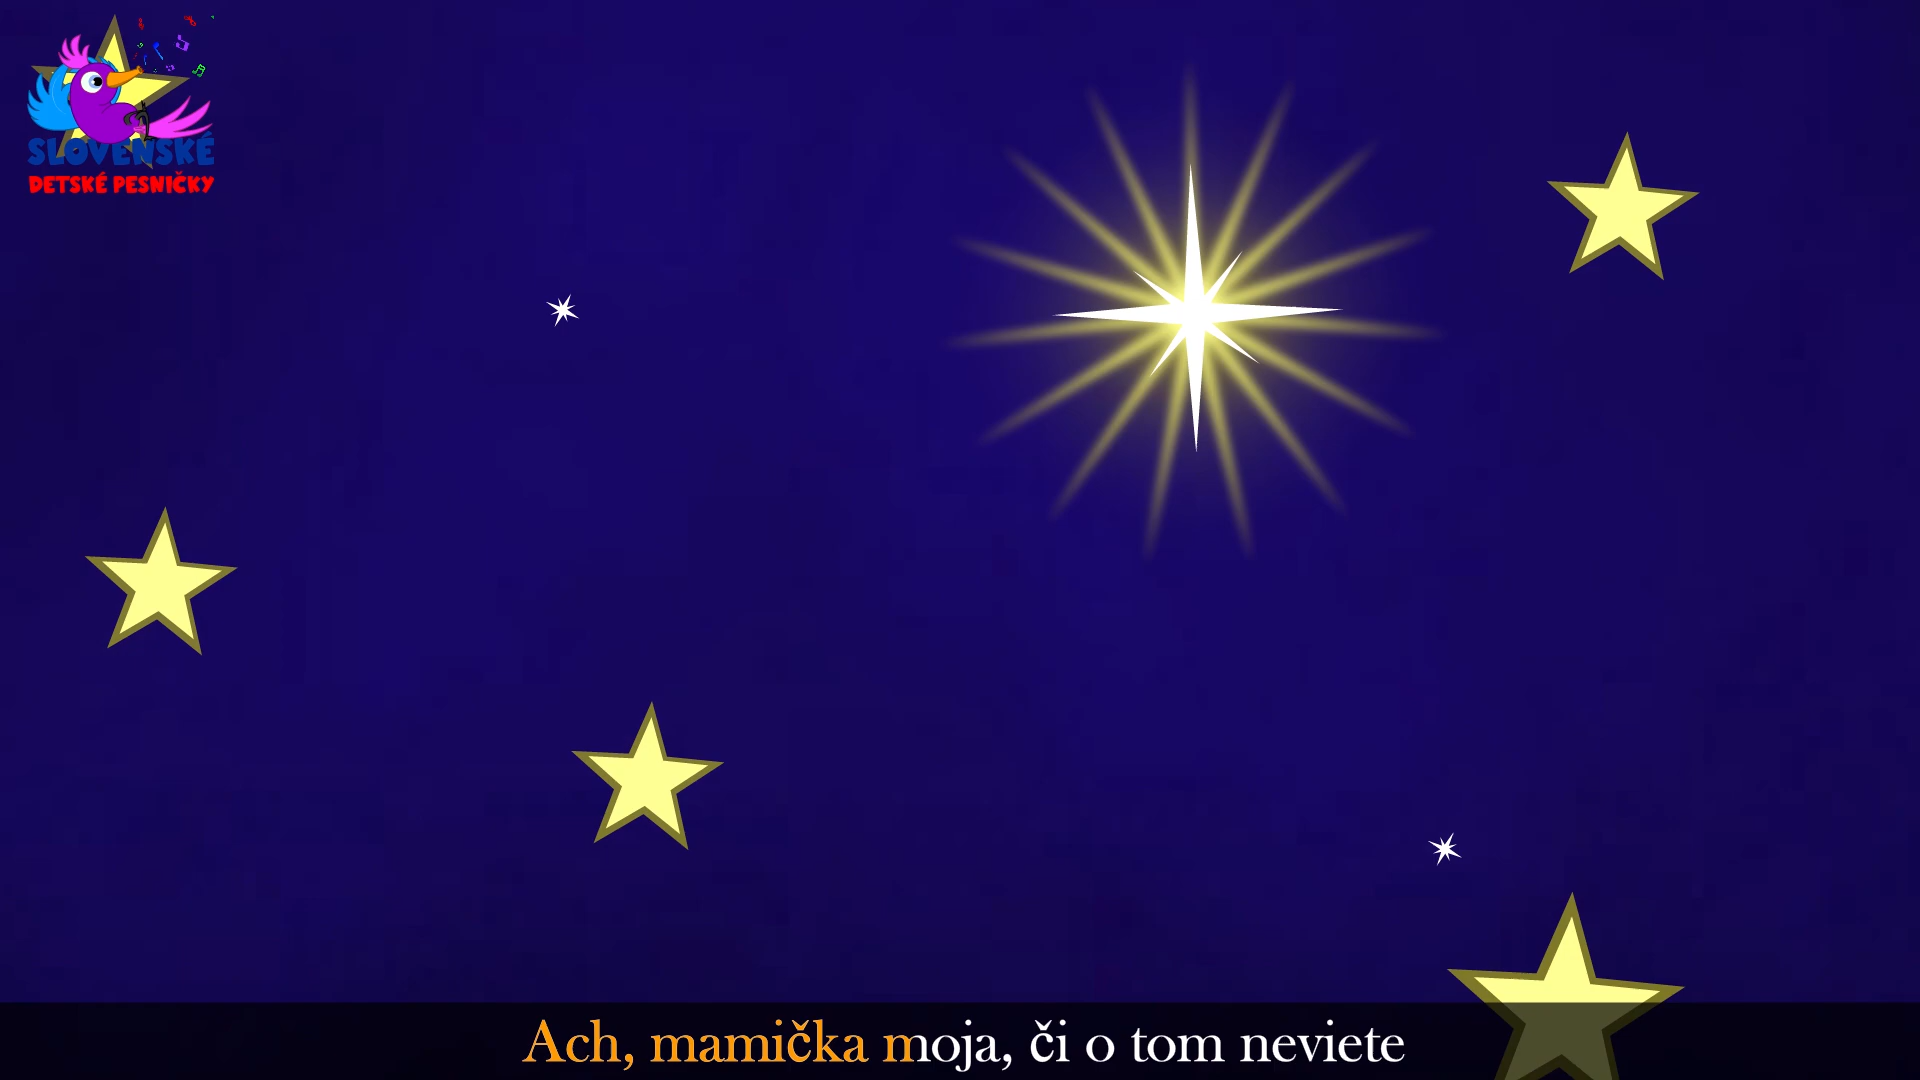 SLOVENSKÉ
DETSKÉ PESNIČKY
Ach, mamička moja, či o tom neviete